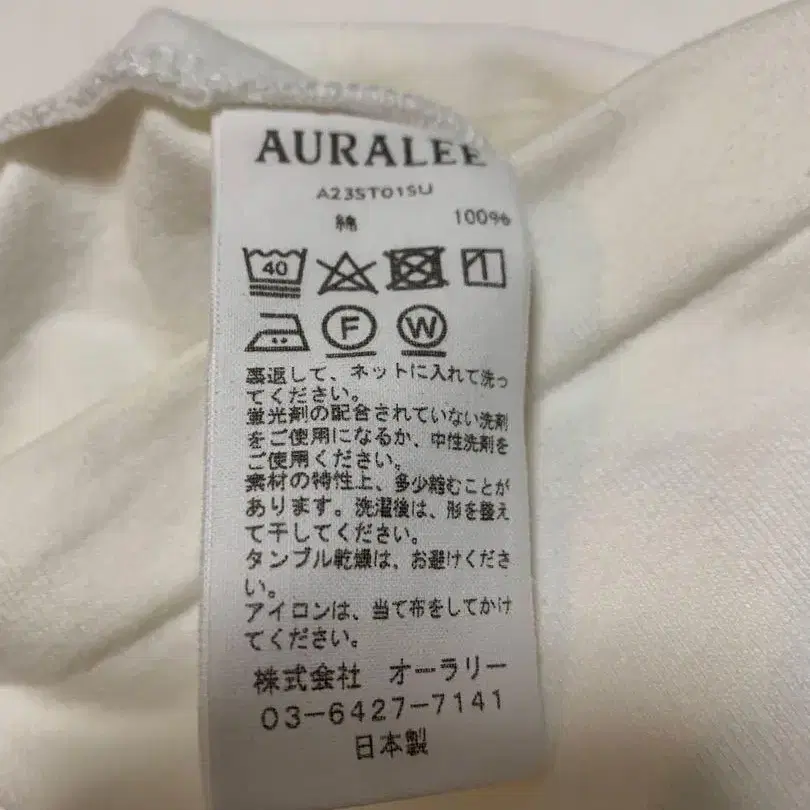 AURALEE
A23ST01SU
綿 100%
40
F W
裏返して、ネットに入れて洗っ
てください。
蛍光剤の配合されていない洗剤
をご使用になるか、中性洗剤を
ご使用ください。
素材の特性上、多少縮むことが
あります。洗濯後は、形を整え
て干してください。
タンブル乾燥は、お避けくださ
い。
アイロンは、当て布をしてかけ
てください。
株式会社 オーラリー
03-6427-7141
日本製